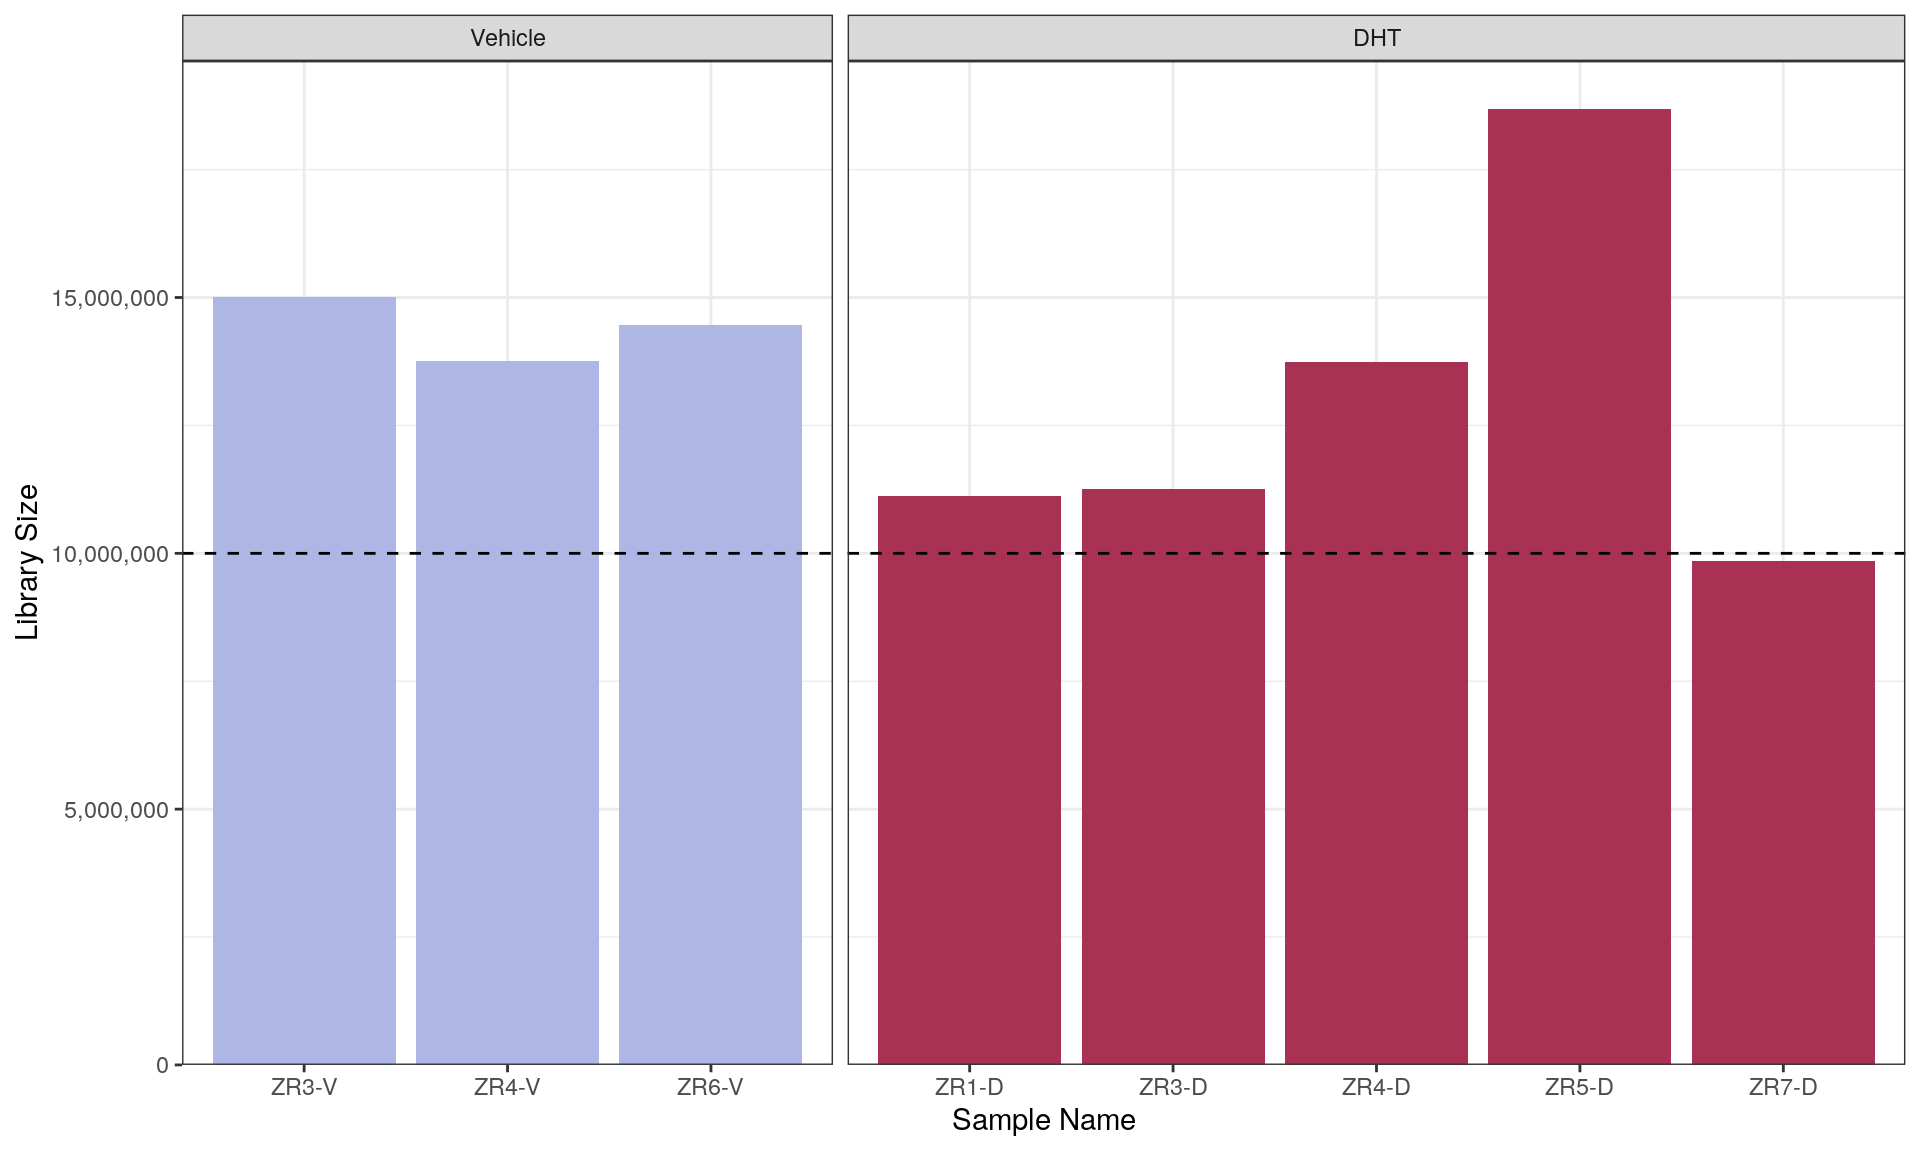 Vehicle
DHT
Library Size
15,000,000
10,000,000
5,000,000
0
ZR3-V
ZR4-V
ZR6-V
ZR1-D
ZR3-D
ZR4-D
ZR5-D
ZR7-D
Sample Name